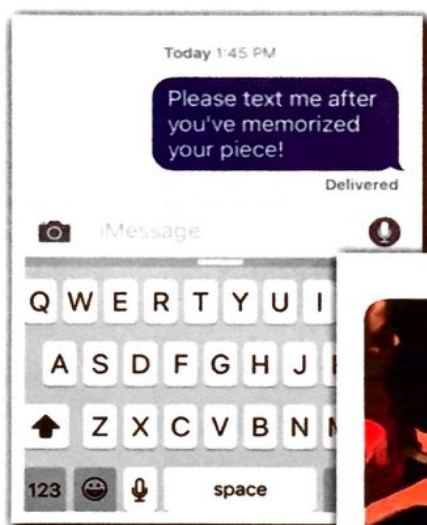 Today 1:45 PM
Please text me after
you've memorized
your piece!
Delivered
iMessage
Q W E R T Y U I
A S D F G H J
Z X C V B N
123 space